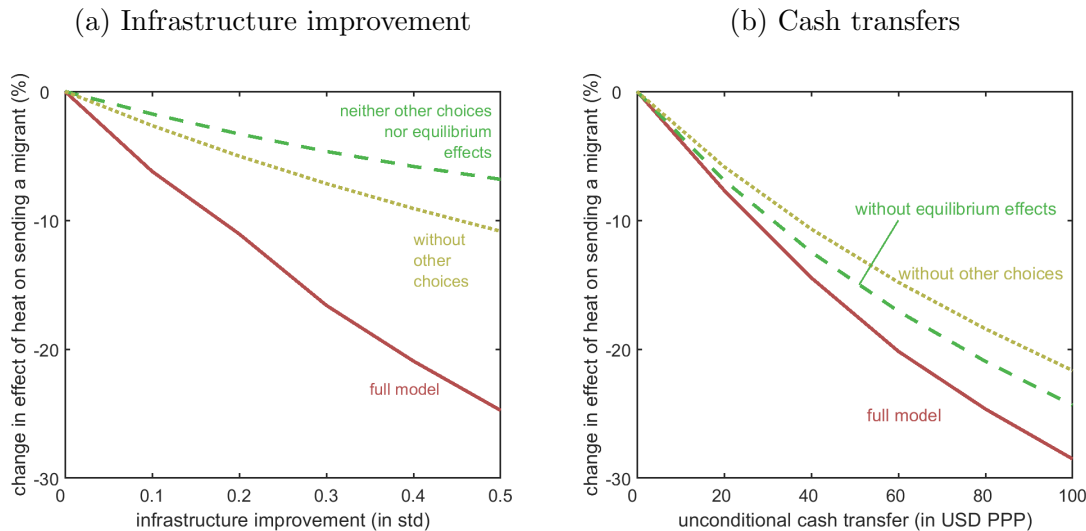 (a) Infrastructure improvement
change in effect of heat on sending a migrant (%)
0
-10
-20
-30
neither other choices
nor equilibrium
effects
without
other
choices
full model
0
0.1
0.2
0.3
0.4
0.5
infrastructure improvement (in std)
(b) Cash transfers
change in effect of heat on sending a migrant (%)
0
-10
-20
-30
without equilibrium effects
without other choices
full model
0
20
40
60
80
100
unconditional cash transfer (in USD PPP)